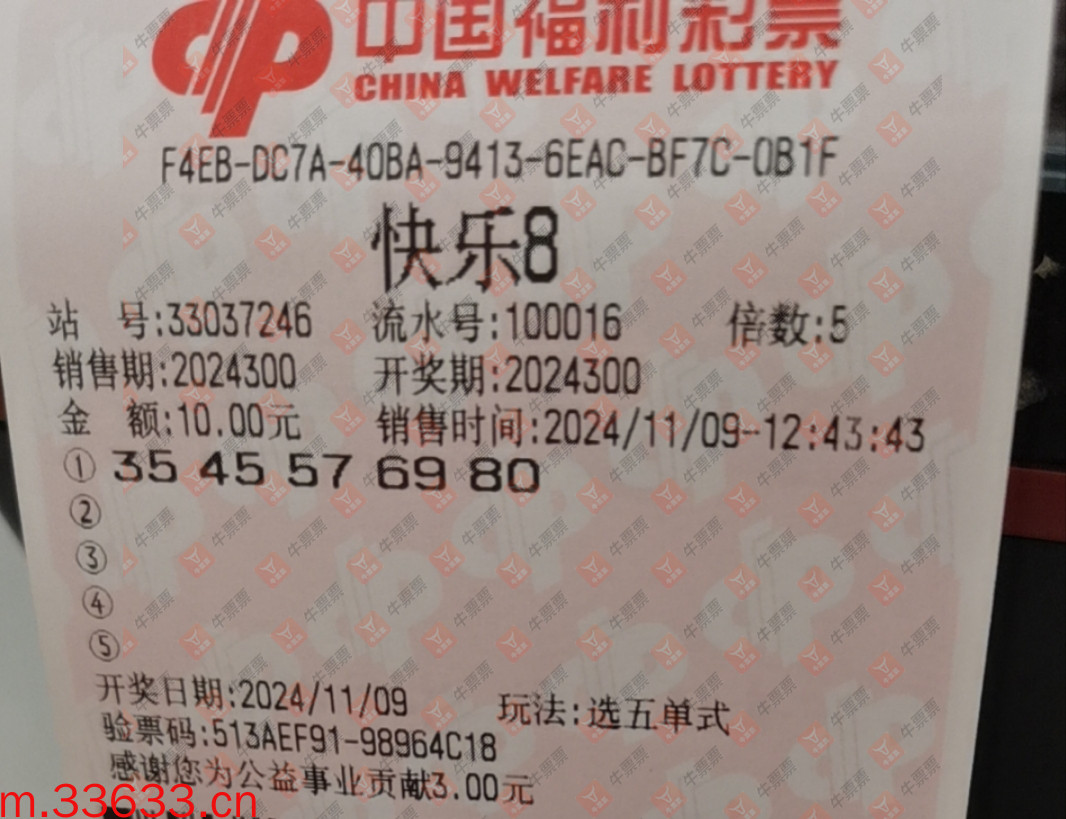 中国福利彩票
CHINA WELFARE LOTTERY
F4EB-DC7A-40BA-9413-6EAC-BF7C-0B1F
快乐8
站 号:33037246 流水号:100016 倍数:5
销售期:2024300 开奖期:2024300
金 额:10.00元 销售时间:2024/11/09-12:43:43
① 35 45 57 69 80
②
③
④
⑤
开奖日期:2024/11/09 玩法:选五单式
验票码:513AEF91-98964C18
感谢您为公益事业贡献3.00元
m.33633.cn
牛票票